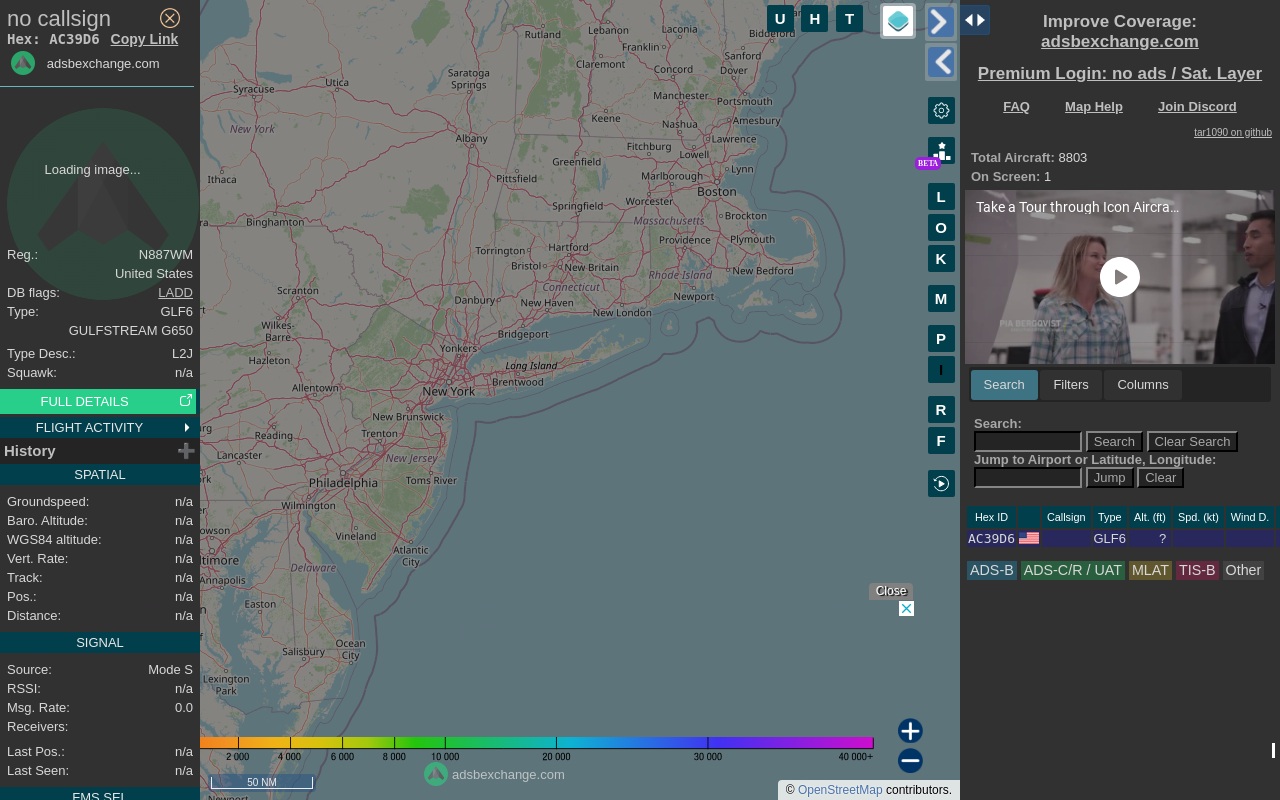 no callsign
Hex: AC39D6 Copy Link
adsbexchange.com
Loading image...
Reg.: N887WM
United States
DB flags: LADD
Type: GLF6
GULFSTREAM G650
Type Desc.: L2J
Squawk: n/a
FULL DETAILS
FLIGHT ACTIVITY
History
SPATIAL
Groundspeed: n/a
Baro. Altitude: n/a
WGS84 altitude: n/a
Vert. Rate: n/a
Track: n/a
Pos.: n/a
Distance: n/a
SIGNAL
Source: Mode S
RSSI: n/a
Msg. Rate: 0.0
Receivers:
Last Pos.: n/a
Last Seen: n/a
FMS SEL
U H T
Rutland
Lebanon
Laconia
Biddeford
Franklin
Claremont
Sanford
Concord
Dover
Saratoga
Springs
Utica
Syracuse
Manchester
Portsmouth
Keene
Nashua
Amesbury
New York
Albany
Lawrence
Fitchburg
Greenfield
Lowell
Lynn
Ithaca
Pittsfield
Marlborough
Boston
Worcester
Springfield
Binghamton
Massachusetts
Brockton
Torrington
Hartford
Providence
Plymouth
Bristol
New Britain
New Bedford
Connecticut
Rhode Island
Scranton
Danbury
New Haven
Newport
New London
Wilkes-
Barre
Bridgeport
Yonkers
Hazleton
Long Island
Brentwood
Allentown
New York
New Brunswick
Reading
Trenton
Lancaster
New Jersey
Toms River
Philadelphia
Wilmington
Vineland
Atlantic
City
Annapolis
Delaware
Easton
Ocean
City
Salisbury
Lexington
Park
Newport
BETA
L
O
K
M
P
I
R
F
Close
2 000 4 000 6 000 8 000 10 000 20 000 30 000 40 000+
adsbexchange.com
50 NM
© OpenStreetMap contributors.
Improve Coverage:
adsbexchange.com
Premium Login: no ads / Sat. Layer
FAQ Map Help Join Discord
tar1090 on github
Total Aircraft: 8803
On Screen: 1
Take a Tour through Icon Aircra…
PIA BERGQVIST
Search Filters Columns
Search:
Search Clear Search
Jump to Airport or Latitude, Longitude:
Jump Clear
Hex ID Callsign Type Alt. (ft) Spd. (kt) Wind D.
AC39D6 GLF6 ?
ADS-B ADS-C/R / UAT MLAT TIS-B Other